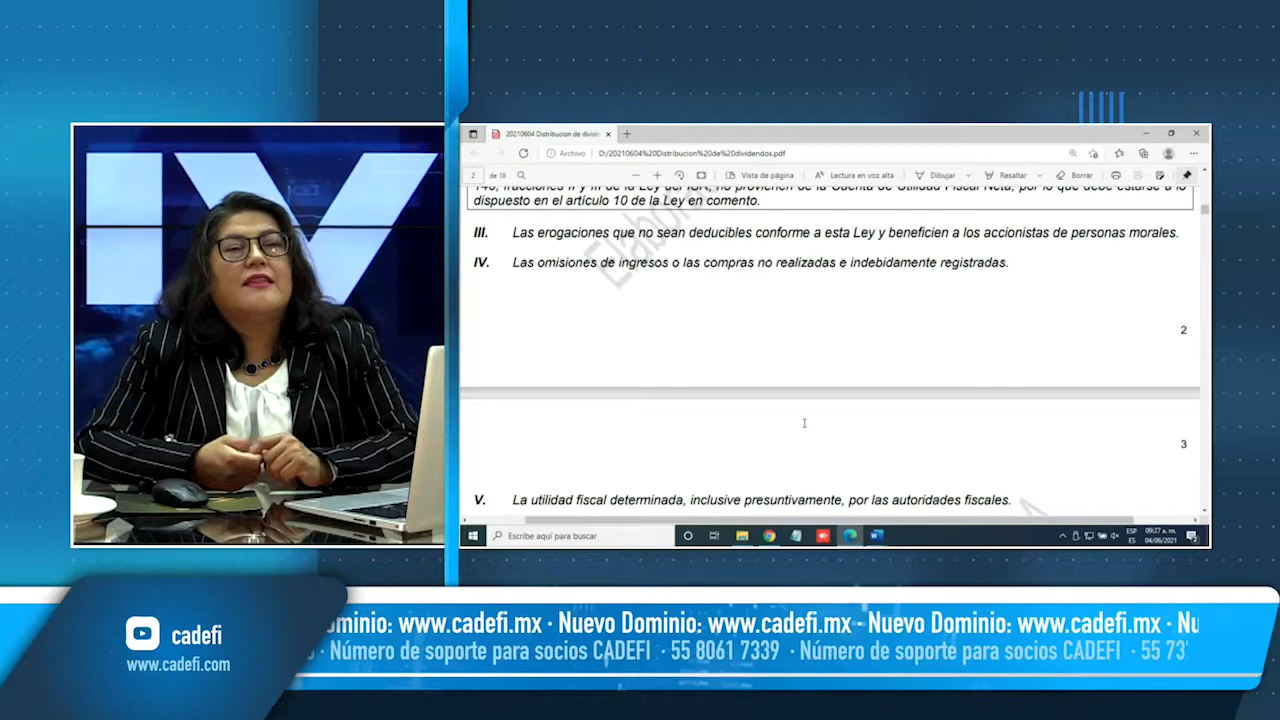 IV
20210604 Distribucion de divide
Archivo
D:/20210604%20Distribucion%20de%20dividendos.pdf
2 de 18
Vista de página
Lectura en voz alta
Dibujar
Resaltar
Borrar
dispuesto en el artículo 10 de la Ley en comento.
III. Las erogaciones que no sean deducibles conforme a esta Ley y beneficien a los accionistas de personas morales.
IV. Las omisiones de ingresos o las compras no realizadas e indebidamente registradas.
2
3
V. La utilidad fiscal determinada, inclusive presuntivamente, por las autoridades fiscales.
Escribe aquí para buscar
ESP
ES
09:27 a. m.
04/06/2021
cadefi
www.cadefi.com
ominio: www.cadefi.mx · Nuevo Dominio: www.cadefi.mx · Nuevo Dominio: www.cadefi.mx · Nu
· Número de soporte para socios CADEFI · 55 8061 7339 · Número de soporte para socios CADEFI · 55 737